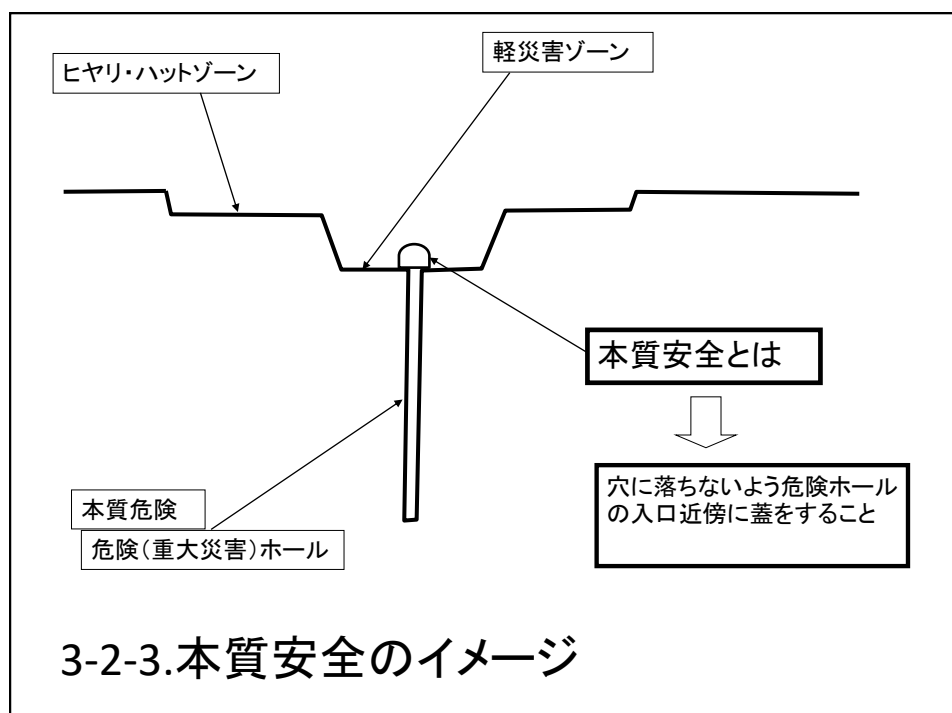 ヒヤリ・ハットゾーン
軽災害ゾーン
本質安全とは
穴に落ちないよう危険ホール
の入口近傍に蓋をすること
本質危険
危険(重大災害)ホール
3-2-3.本質安全のイメージ